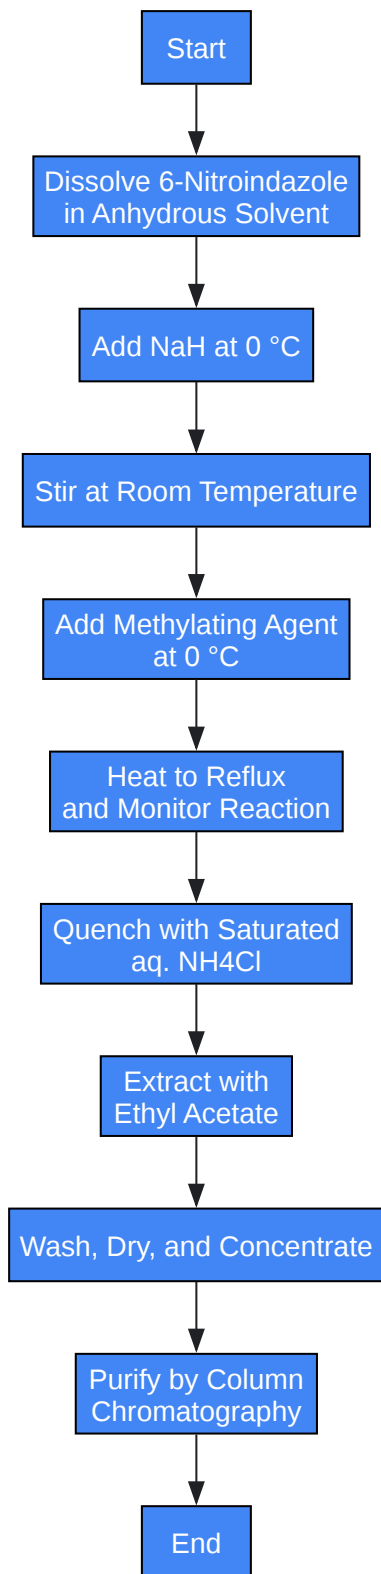 Start
Dissolve 6-Nitroindazole
in Anhydrous Solvent
Add NaH at 0 °C
Stir at Room Temperature
Add Methylating Agent
at 0 °C
Heat to Reflux
and Monitor Reaction
Quench with Saturated
aq. NH4Cl
Extract with
Ethyl Acetate
Wash, Dry, and Concentrate
Purify by Column
Chromatography
End